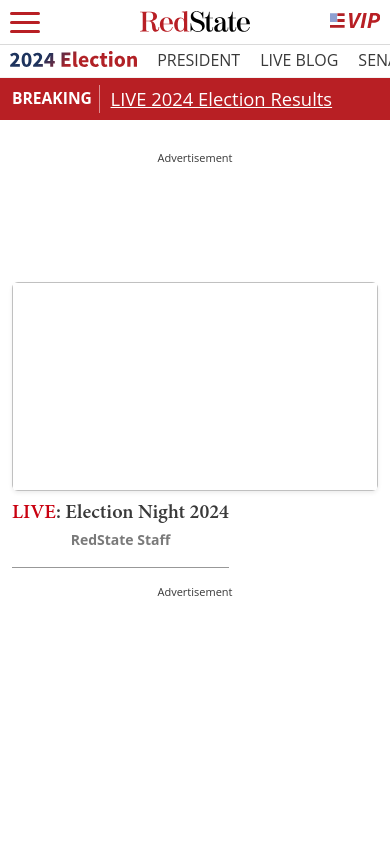 RedState
VIP
2024 Election PRESIDENT LIVE BLOG SENA
BREAKING LIVE 2024 Election Results
Advertisement
LIVE: Election Night 2024
RedState Staff
Advertisement